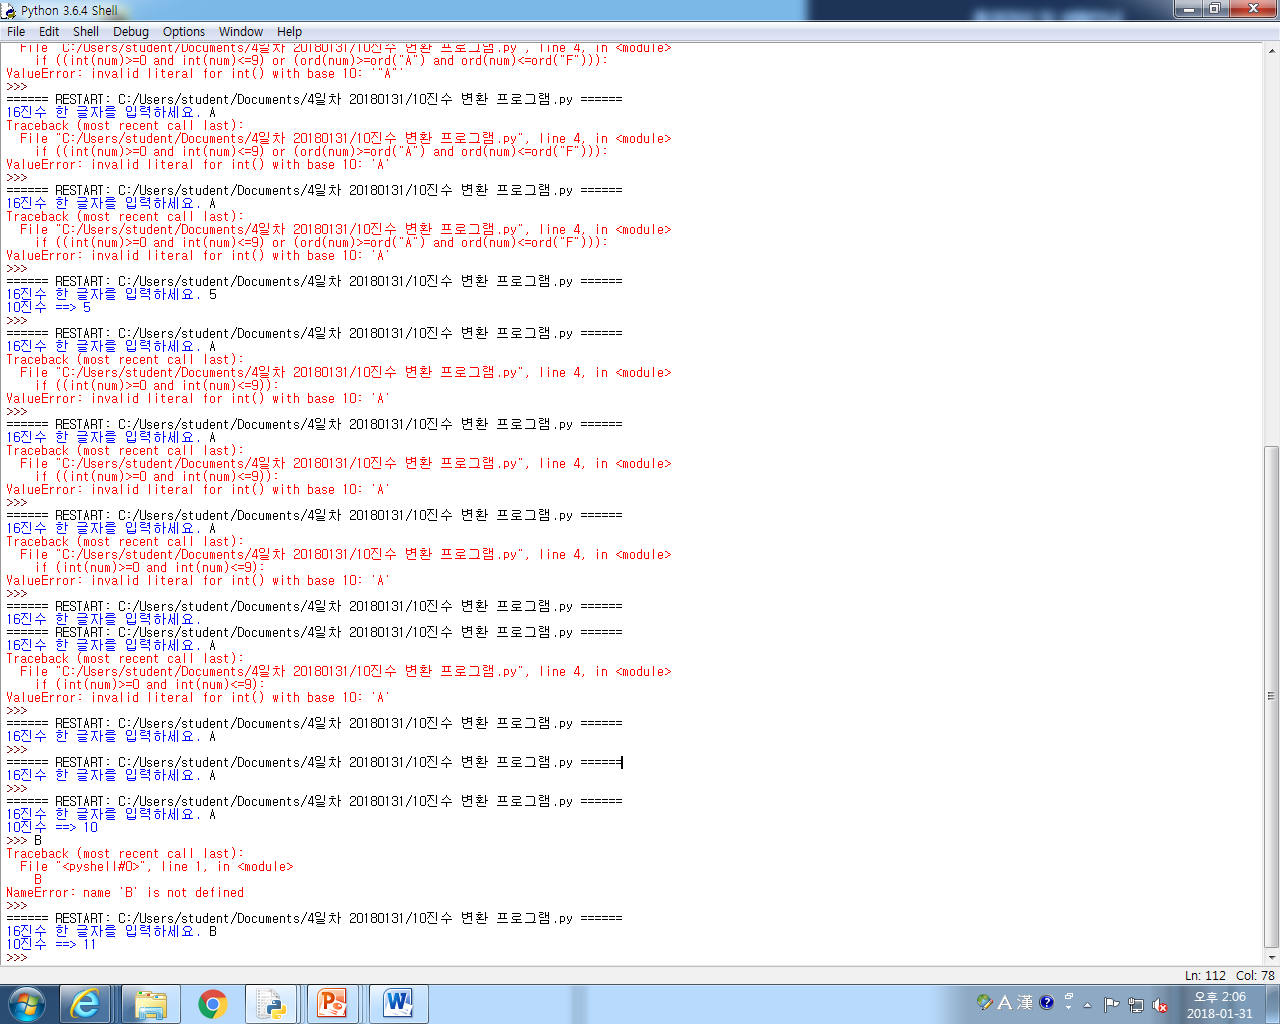 Python 3.6.4 Shell
File Edit Shell Debug Options Window Help
File "C:/Users/student/Documents/4일차 20180131/10진수 변환 프로그램.py", line 4, in <module>
if ((int(num)>=0 and int(num)<=9) or (ord(num)>=ord("A") and ord(num)<=ord("F"))):
ValueError: invalid literal for int() with base 10: '"A"'
>>>
====== RESTART: C:/Users/student/Documents/4일차 20180131/10진수 변환 프로그램.py ======
16진수 한 글자를 입력하세요. A
Traceback (most recent call last):
File "C:/Users/student/Documents/4일차 20180131/10진수 변환 프로그램.py", line 4, in <module>
if ((int(num)>=0 and int(num)<=9) or (ord(num)>=ord("A") and ord(num)<=ord("F"))):
ValueError: invalid literal for int() with base 10: 'A'
>>>
====== RESTART: C:/Users/student/Documents/4일차 20180131/10진수 변환 프로그램.py ======
16진수 한 글자를 입력하세요. A
Traceback (most recent call last):
File "C:/Users/student/Documents/4일차 20180131/10진수 변환 프로그램.py", line 4, in <module>
if ((int(num)>=0 and int(num)<=9) or (ord(num)>=ord("A") and ord(num)<=ord("F"))):
ValueError: invalid literal for int() with base 10: 'A'
>>>
====== RESTART: C:/Users/student/Documents/4일차 20180131/10진수 변환 프로그램.py ======
16진수 한 글자를 입력하세요. 5
10진수 ==> 5
>>>
====== RESTART: C:/Users/student/Documents/4일차 20180131/10진수 변환 프로그램.py ======
16진수 한 글자를 입력하세요. A
Traceback (most recent call last):
File "C:/Users/student/Documents/4일차 20180131/10진수 변환 프로그램.py", line 4, in <module>
if ((int(num)>=0 and int(num)<=9)):
ValueError: invalid literal for int() with base 10: 'A'
>>>
====== RESTART: C:/Users/student/Documents/4일차 20180131/10진수 변환 프로그램.py ======
16진수 한 글자를 입력하세요. A
Traceback (most recent call last):
File "C:/Users/student/Documents/4일차 20180131/10진수 변환 프로그램.py", line 4, in <module>
if ((int(num)>=0 and int(num)<=9)):
ValueError: invalid literal for int() with base 10: 'A'
>>>
====== RESTART: C:/Users/student/Documents/4일차 20180131/10진수 변환 프로그램.py ======
16진수 한 글자를 입력하세요. A
Traceback (most recent call last):
File "C:/Users/student/Documents/4일차 20180131/10진수 변환 프로그램.py", line 4, in <module>
if (int(num)>=0 and int(num)<=9):
ValueError: invalid literal for int() with base 10: 'A'
>>>
====== RESTART: C:/Users/student/Documents/4일차 20180131/10진수 변환 프로그램.py ======
16진수 한 글자를 입력하세요.
====== RESTART: C:/Users/student/Documents/4일차 20180131/10진수 변환 프로그램.py ======
16진수 한 글자를 입력하세요. A
Traceback (most recent call last):
File "C:/Users/student/Documents/4일차 20180131/10진수 변환 프로그램.py", line 4, in <module>
if (int(num)>=0 and int(num)<=9):
ValueError: invalid literal for int() with base 10: 'A'
>>>
====== RESTART: C:/Users/student/Documents/4일차 20180131/10진수 변환 프로그램.py ======
16진수 한 글자를 입력하세요. A
>>>
====== RESTART: C:/Users/student/Documents/4일차 20180131/10진수 변환 프로그램.py ======
16진수 한 글자를 입력하세요. A
>>>
====== RESTART: C:/Users/student/Documents/4일차 20180131/10진수 변환 프로그램.py ======
16진수 한 글자를 입력하세요. A
10진수 ==> 10
>>> B
Traceback (most recent call last):
File "<pyshell#0>", line 1, in <module>
B
NameError: name 'B' is not defined
>>>
====== RESTART: C:/Users/student/Documents/4일차 20180131/10진수 변환 프로그램.py ======
16진수 한 글자를 입력하세요. B
10진수 ==> 11
>>>
Ln: 112 Col: 78
A 漢
오후 2:06
2018-01-31